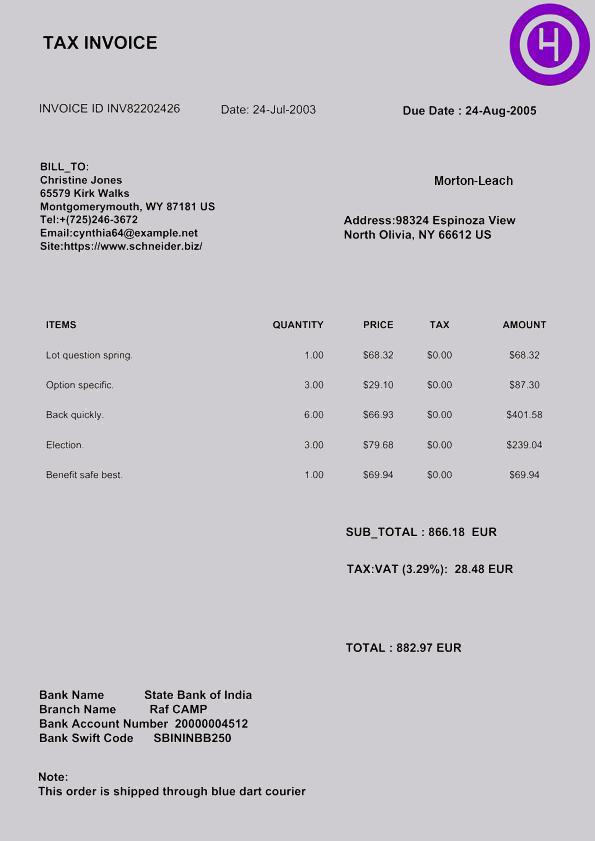 TAX INVOICE
INVOICE ID INV82202426 Date: 24-Jul-2003 Due Date : 24-Aug-2005
BILL_TO:
Christine Jones
65579 Kirk Walks
Montgomerymouth, WY 87181 US
Tel:+(725)246-3672
Email:cynthia64@example.net
Site:https://www.schneider.biz/
Morton-Leach
Address:98324 Espinoza View
North Olivia, NY 66612 US
ITEMS QUANTITY PRICE TAX AMOUNT
Lot question spring. 1.00 $68.32 $0.00 $68.32
Option specific. 3.00 $29.10 $0.00 $87.30
Back quickly. 6.00 $66.93 $0.00 $401.58
Election. 3.00 $79.68 $0.00 $239.04
Benefit safe best. 1.00 $69.94 $0.00 $69.94
SUB_TOTAL : 866.18 EUR
TAX:VAT (3.29%): 28.48 EUR
TOTAL : 882.97 EUR
Bank Name State Bank of India
Branch Name Raf CAMP
Bank Account Number 20000004512
Bank Swift Code SBININBB250
Note:
This order is shipped through blue dart courier